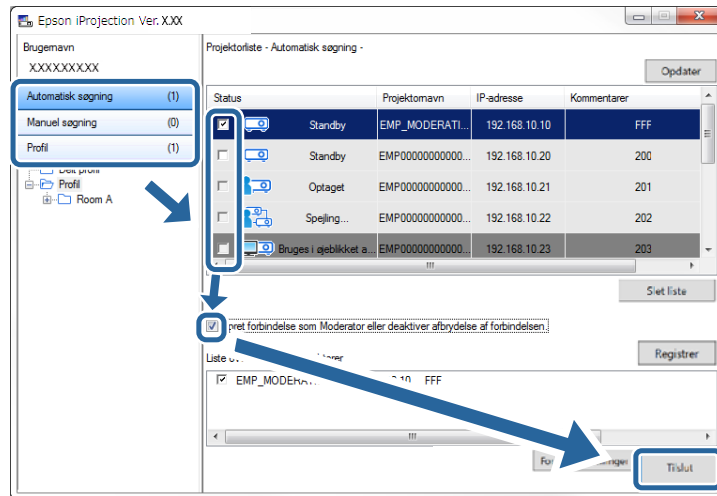 Epson iProjection Ver. X.XX
Brugernavn
XXXXXXXXX
Automatisk søgning (1)
Manuel søgning (0)
Profil (1)
Delt profil
Profil
Room A
Projektorliste - Automatisk søgning -
Opdater
Status Projektornavn IP-adresse Kommentarer
Standby EMP_MODERATI... 192.168.10.10 FFF
Standby EMP00000000000... 192.168.10.20 200
Optaget EMP00000000000... 192.168.10.21 201
Spejling... EMP00000000000... 192.168.10.22 202
Bruges i øjeblikket a... EMP00000000000... 192.168.10.23 203
Slet liste
pret forbindelse som Moderator eller deaktiver afbrydelse af forbindelsen.
Liste
Registrer
FFF
Tilslut